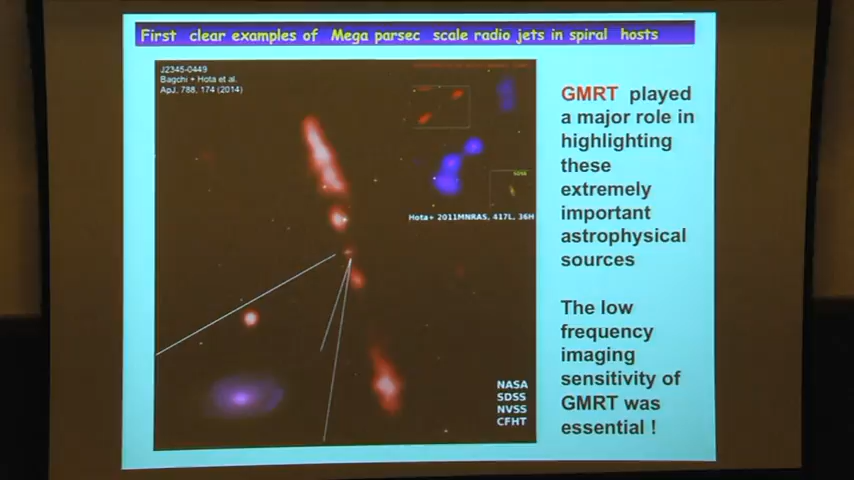 First clear examples of Mega parsec scale radio jets in spiral hosts
J2345-0449
Bagchi + Hota et al.
ApJ, 788, 174 (2014)
SDSS
Hota+ 2011MNRAS, 417L, 36H
NASA
SDSS
NVSS
CFHT
GMRT played
a major role in
highlighting
these
extremely
important
astrophysical
sources
The low
frequency
imaging
sensitivity of
GMRT was
essential !